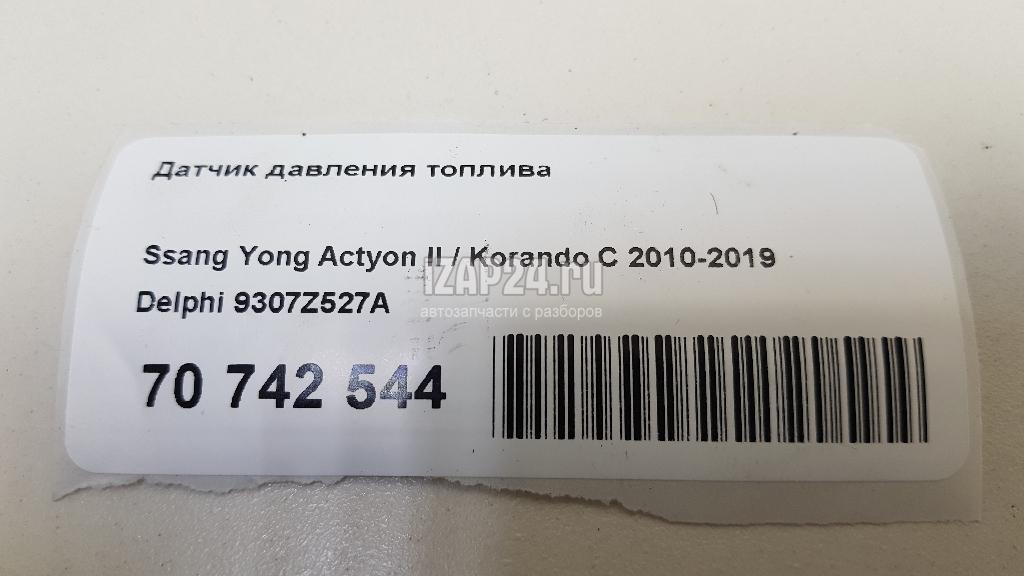 Датчик давления топлива
Ssang Yong Actyon II / Korando C 2010-2019
IZAP24.ru
Delphi 9307Z527A
автозапчасти с разборов
70 742 544